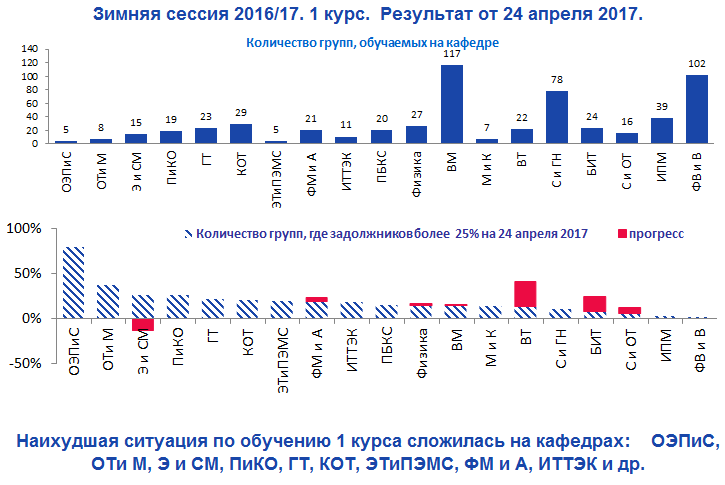 Зимняя сессия 2016/17. 1 курс. Результат от 24 апреля 2017.
Количество групп, обучаемых на кафедре
140
120
100
80
60
40
20
0
5
8
15
19
23
29
5
21
11
20
27
117
7
22
78
24
16
39
102
ОЭПиС
ОТи М
Э и СМ
ПиКО
ГТ
КОТ
ЭТиПЭМС
ФМ и А
ИТТЭК
ПБКС
Физика
ВМ
М и К
ВТ
С и ГН
БИТ
С и ОТ
ИПМ
ФВ и В
Количество групп, где задолжников более 25% на 24 апреля 2017
прогресс
100%
50%
0%
-50%
ОЭПиС
ОТи М
Э и СМ
ПиКО
ГТ
КОТ
ЭТиПЭМС
ФМ и А
ИТТЭК
ПБКС
Физика
ВМ
М и К
ВТ
С и ГН
БИТ
С и ОТ
ИПМ
ФВ и В
Наихудшая ситуация по обучению 1 курса сложилась на кафедрах: ОЭПиС,
ОТи М, Э и СМ, ПиКО, ГТ, КОТ, ЭТиПЭМС, ФМ и А, ИТТЭК и др.